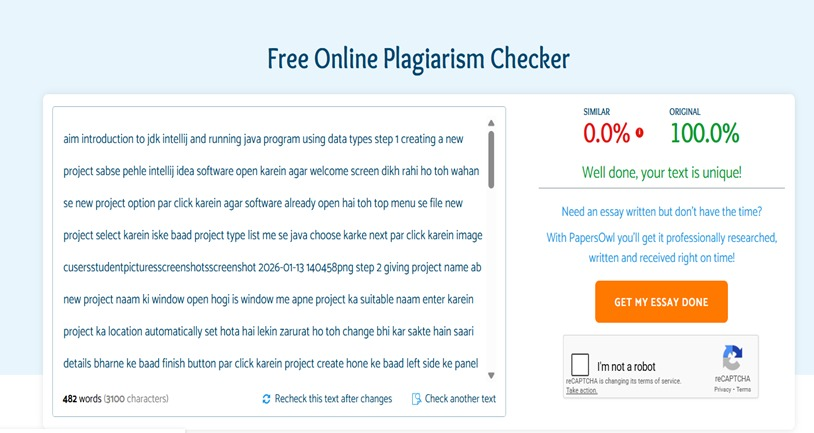 Free Online Plagiarism Checker
aim introduction to jdk intellij and running java program using data types step 1 creating a new
project sabse pehle intellij idea software open karein agar welcome screen dikh rahi ho toh wahan
se new project option par click karein agar software already open hai toh top menu se file new
project select karein iske baad project type list me se java choose karke next par click karein image
cusersstudentpicturesscreenshotsscreenshot 2026-01-13 140458png step 2 giving project name ab
new project naam ki window open hogi is window me apne project ka suitable naam enter karein
project ka location automatically set hota hai lekin zarurat ho toh change bhi kar sakte hain saari
details bharne ke baad finish button par click karein project create hone ke baad left side ke panel
482 words (3100 characters)
Recheck this text after changes
Check another text
SIMILAR
ORIGINAL
0.0% !
100.0%
Well done, your text is unique!
Need an essay written but don't have the time?
With PapersOwl you'll get it professionally researched,
written and received right on time!
GET MY ESSAY DONE
I'm not a robot
reCAPTCHA is changing its terms of service.
Take action.
reCAPTCHA
Privacy - Terms